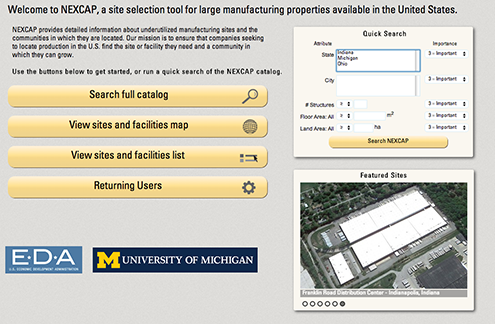 Welcome to NEXCAP, a site selection tool for large manufacturing properties available in the United States.
NEXCAP provides detailed information about underutilized manufacturing sites and the
communities in which they are located. Our mission is to ensure that companies seeking
to locate production in the U.S. find the site or facility they need and a community in
which they can grow.
Use the buttons below to get started, or run a quick search of the NEXCAP catalog.
Search full catalog
View sites and facilities map
View sites and facilities list
Returning Users
E·D·A
U.S. ECONOMIC DEVELOPMENT ADMINISTRATION
M UNIVERSITY OF MICHIGAN
Quick Search
Attribute Importance
State Indiana 3 - Important
Michigan
Ohio
City 3 - Important
# Structures 3 - Important
Floor Area: All m² 3 - Important
Land Area: All ha 3 - Important
Search NEXCAP
Featured Sites
Franklin Road Distribution Center - Indianapolis, Indiana